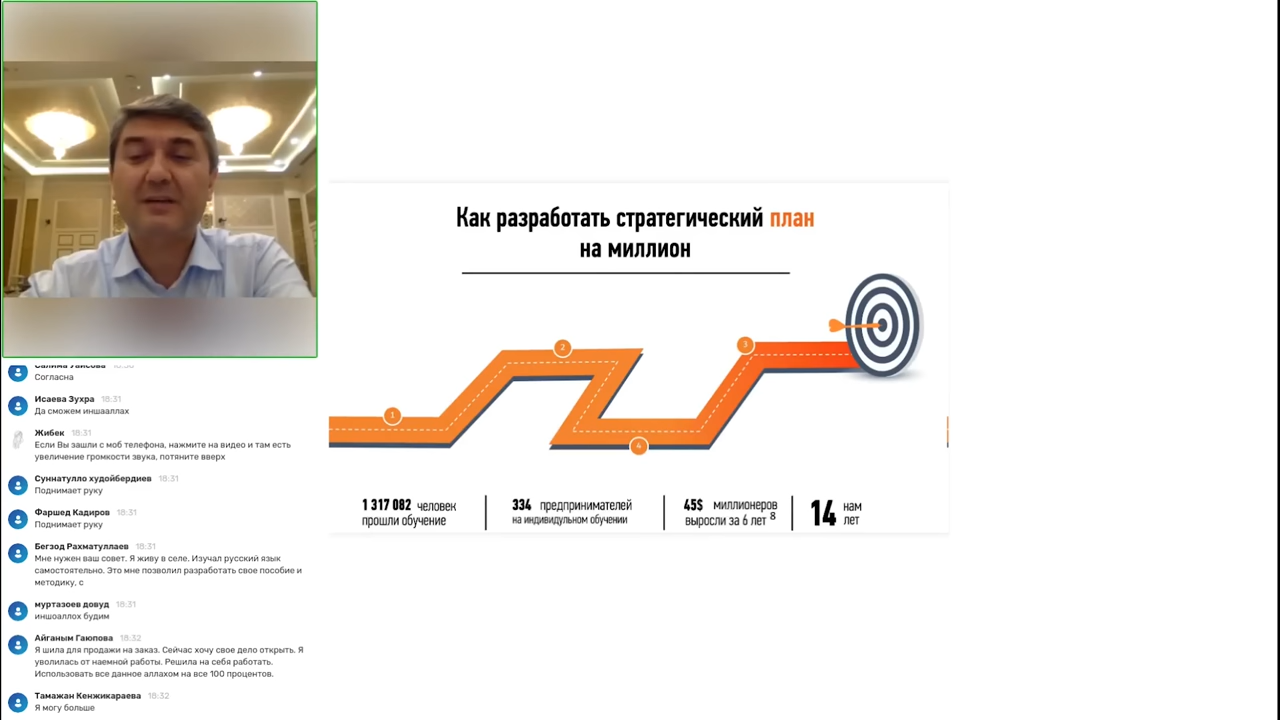 Салима Уаисова 18:30
Согласна
Исаева Зухра 18:31
Да сможем иншааллах
Жибек 18:31
Если Вы зашли с моб телефона, нажмите на видео и там есть
увеличение громкости звука, потяните вверх
Суннатулло худойбердиев 18:31
Поднимает руку
Фаршед Кадиров 18:31
Поднимает руку
Бегзод Рахматуллаев 18:31
Мне нужен ваш совет. Я живу в селе. Изучал русский язык
самостоятельно. Это мне позволил разработать свое пособие и
методику, с
муртазоев довуд 18:31
иншоаллох будим
Айганым Гаюпова 18:32
Я шила для продажи на заказ. Сейчас хочу свое дело открыть. Я
уволилась от наемной работы. Решила на себя работать.
Использовать все данное аллахом на все 100 процентов.
Тамажан Кенжикараева 18:32
Я могу больше
Как разработать стратегический план
на миллион
1
2
3
4
1 317 082 человек
прошли обучение
334 предпринимателей
на индивидульном обучении
45$ миллионеров
выросли за 6 лет 8
14 нам
лет